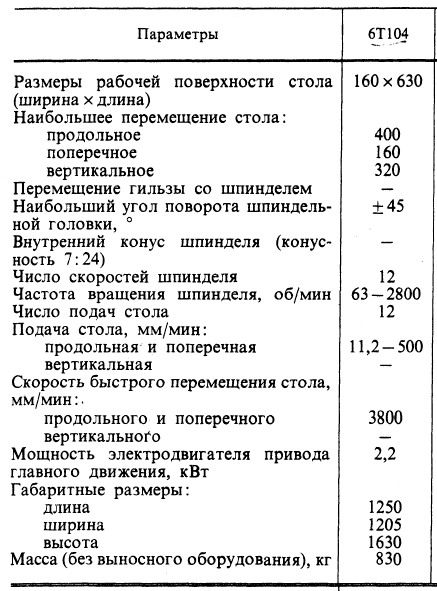 Параметры 6Т104
Размеры рабочей поверхности стола 160 × 630
(ширина × длина)
Наибольшее перемещение стола:
продольное 400
поперечное 160
вертикальное 320
Перемещение гильзы со шпинделем —
Наибольший угол поворота шпиндель- ± 45
ной головки, °
Внутренний конус шпинделя (конус- —
ность 7:24)
Число скоростей шпинделя 12
Частота вращения шпинделя, об/мин 63 – 2800
Число подач стола 12
Подача стола, мм/мин:
продольная и поперечная 11,2 – 500
вертикальная —
Скорость быстрого перемещения стола,
мм/мин:
продольного и поперечного 3800
вертикального —
Мощность электродвигателя привода 2,2
главного движения, кВт
Габаритные размеры:
длина 1250
ширина 1205
высота 1630
Масса (без выносного оборудования), кг 830